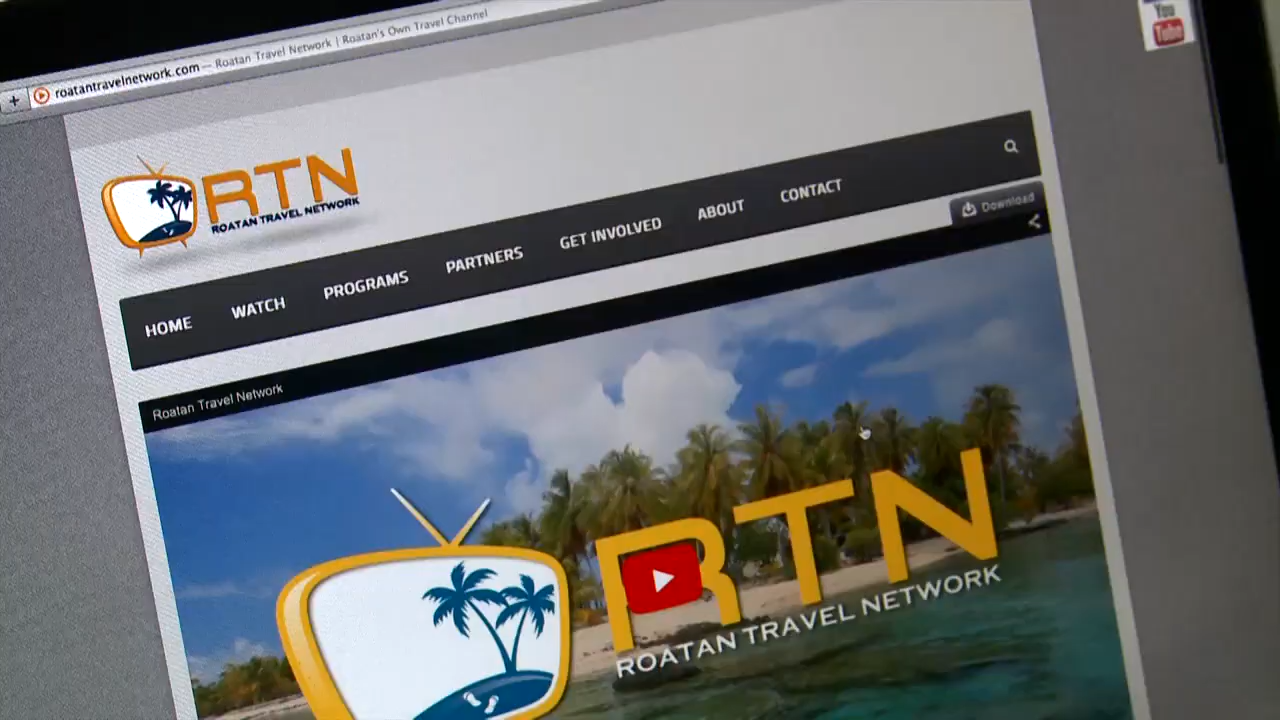 You
Tube
roatantravelnetwork.com — Roatan Travel Network | Roatan's Own Travel Channel
RTN
ROATAN TRAVEL NETWORK
HOME WATCH PROGRAMS PARTNERS GET INVOLVED ABOUT CONTACT
Download
Roatan Travel Network
RTN
ROATAN TRAVEL NETWORK